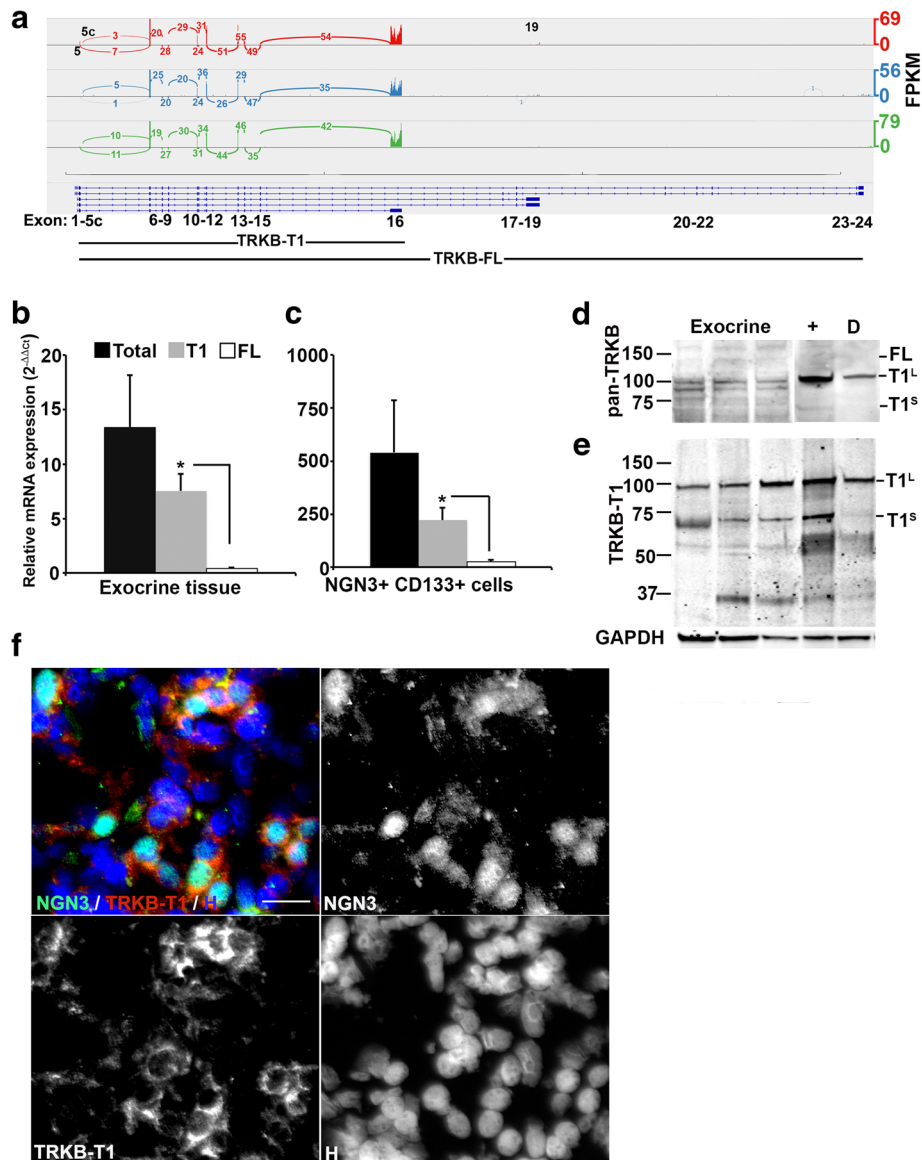 a
5c
5
3
7
20
28
29
31
24
51
55
49
54
19
69
0
5
1
25
20
20
36
24
26
29
47
35
1
1
56
0
FPKM
10
11
19
27
30
34
31
44
46
35
42
79
0
Exon: 1-5c 6-9 10-12 13-15 16 17-19 20-22 23-24
TRKB-T1
TRKB-FL
b
Relative mRNA expression (2^-ΔΔCt)
Total T1 FL
20
15
10
5
0
*
Exocrine tissue
c
1000
750
500
250
0
*
NGN3+ CD133+ cells
d
pan-TRKB
Exocrine + D
150
100
75
FL
T1L
T1S
e
TRKB-T1
150
100
75
50
37
T1L
T1S
GAPDH
f
NGN3 / TRKB-T1 / H
NGN3
TRKB-T1
H